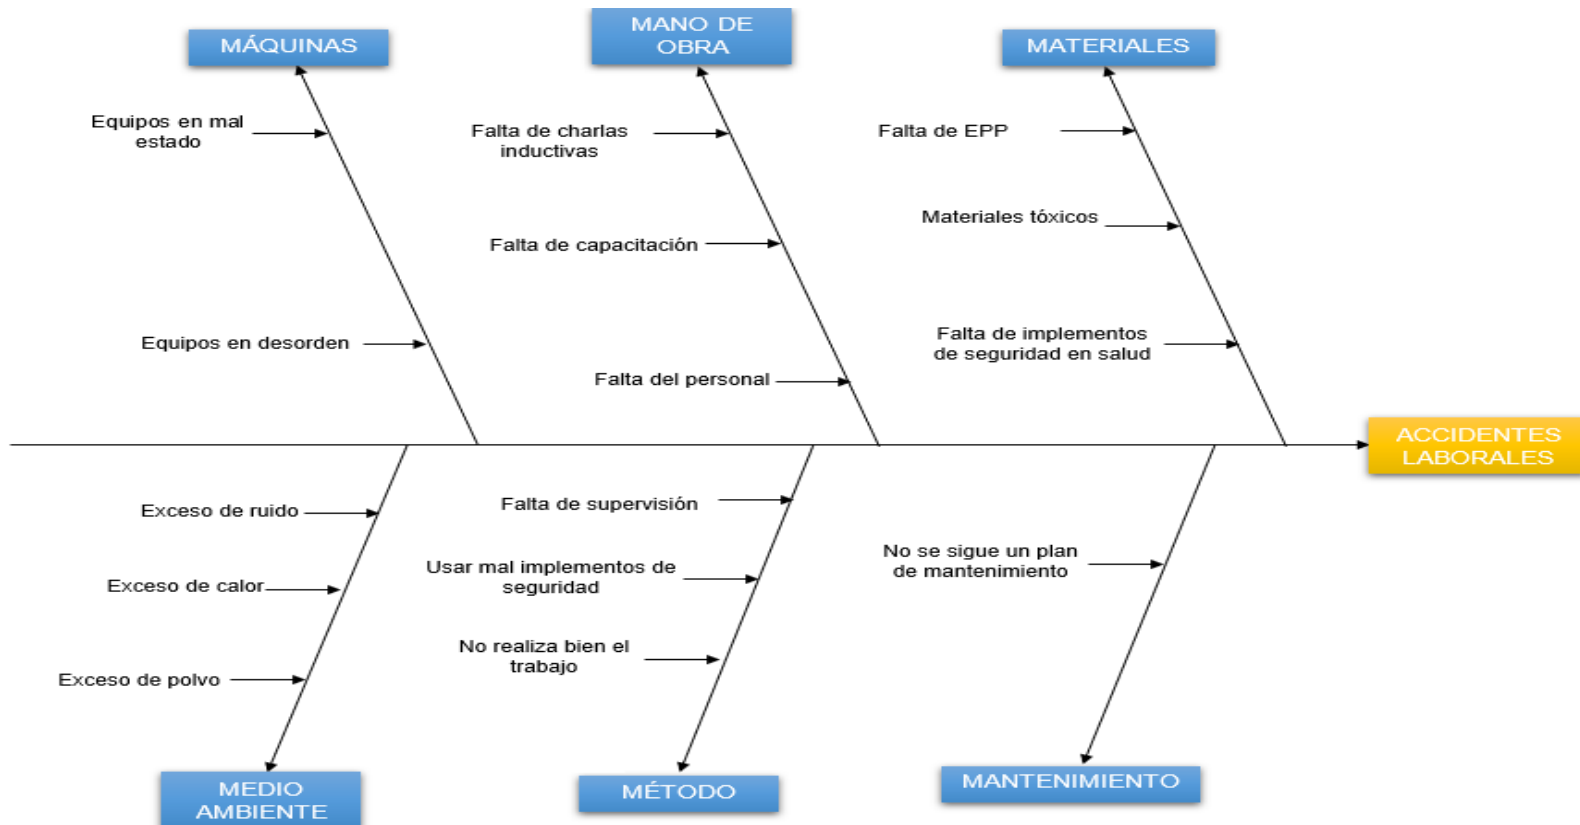 MÁQUINAS
MANO DE
OBRA
MATERIALES
Equipos en mal
estado
Falta de charlas
inductivas
Falta de EPP
Falta de capacitación
Materiales tóxicos
Equipos en desorden
Falta del personal
Falta de implementos
de seguridad en salud
ACCIDENTES
LABORALES
Exceso de ruido
Falta de supervisión
No se sigue un plan
de mantenimiento
Exceso de calor
Usar mal implementos de
seguridad
Exceso de polvo
No realiza bien el
trabajo
MEDIO
AMBIENTE
MÉTODO
MANTENIMIENTO